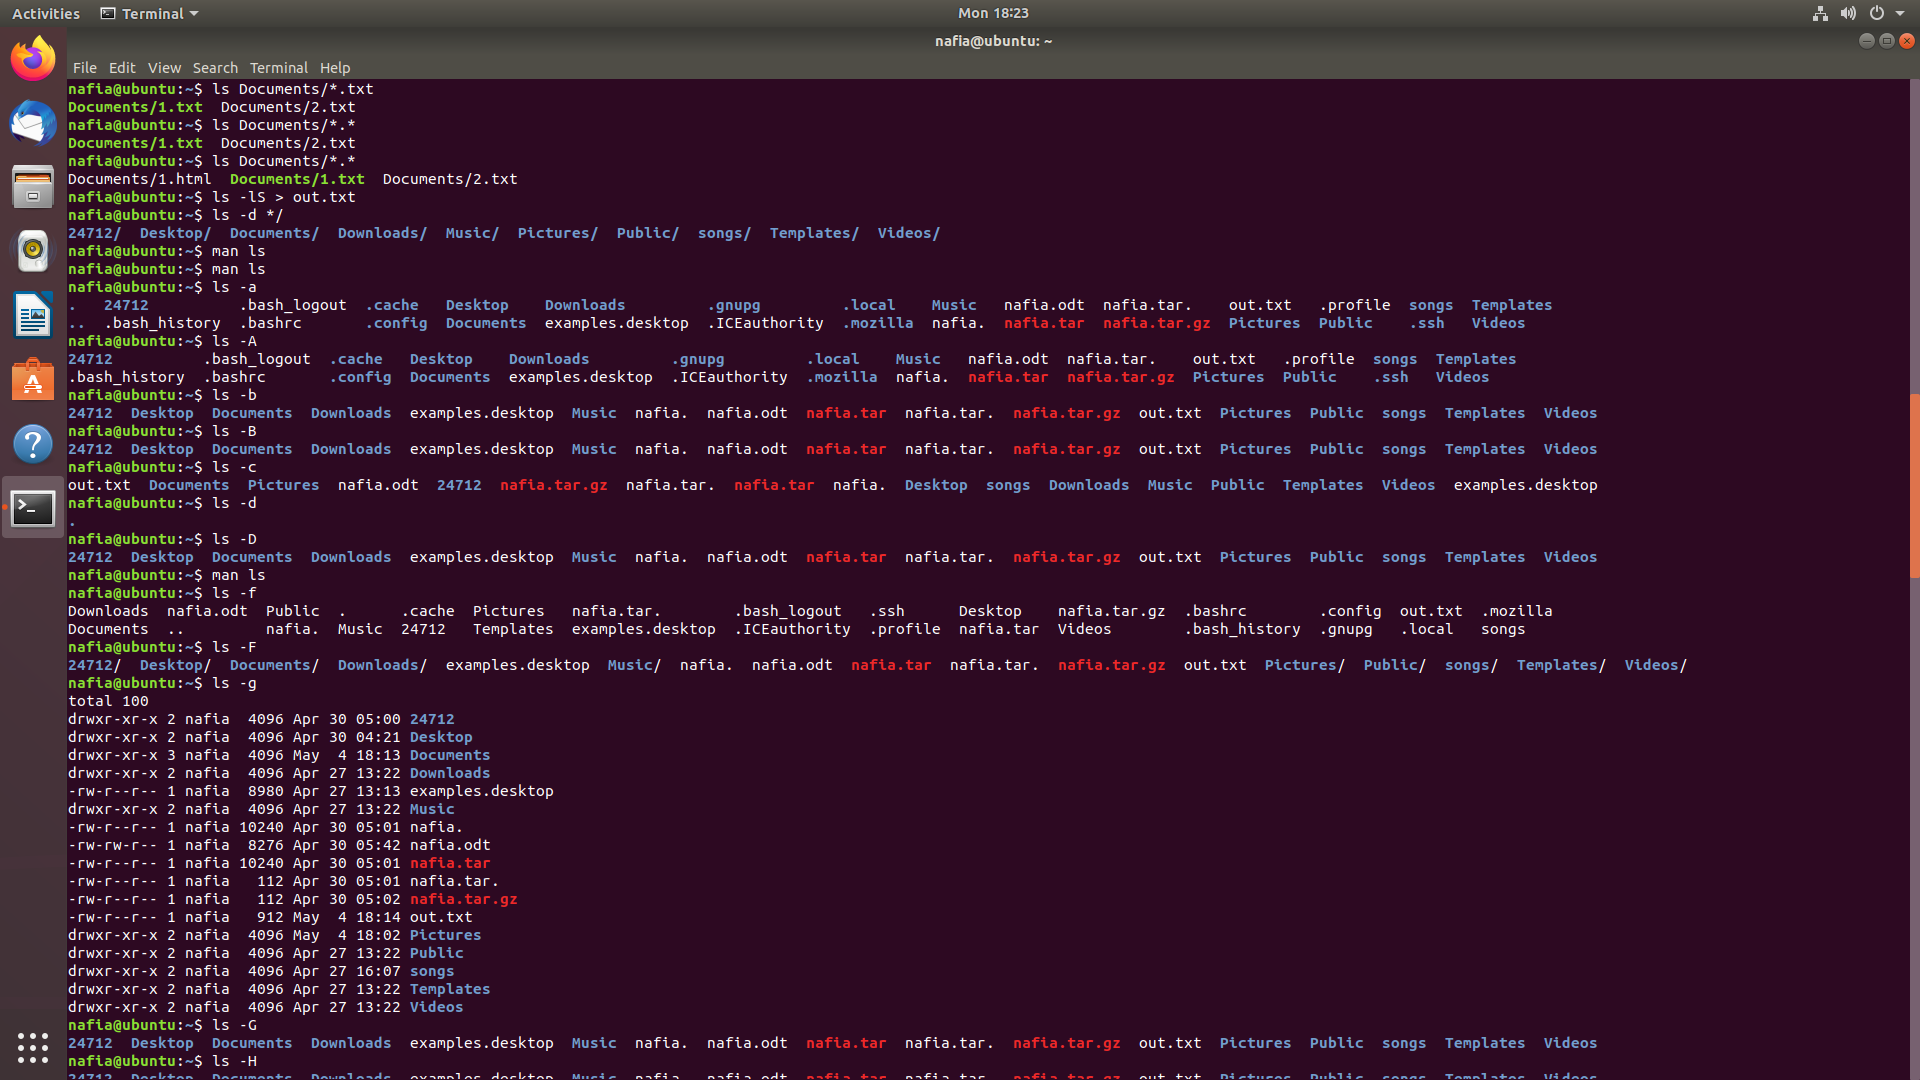 Activities Terminal Mon 18:23
nafia@ubuntu: ~
File Edit View Search Terminal Help
nafia@ubuntu:~$ ls Documents/*.txt
Documents/1.txt  Documents/2.txt
nafia@ubuntu:~$ ls Documents/*.*
Documents/1.txt  Documents/2.txt
nafia@ubuntu:~$ ls Documents/*.*
Documents/1.html  Documents/1.txt  Documents/2.txt
nafia@ubuntu:~$ ls -lS > out.txt
nafia@ubuntu:~$ ls -d */
24712/  Desktop/  Documents/  Downloads/  Music/  Pictures/  Public/  songs/  Templates/  Videos/
nafia@ubuntu:~$ man ls
nafia@ubuntu:~$ man ls
nafia@ubuntu:~$ ls -a
.   24712          .bash_logout  .cache   Desktop    Downloads         .gnupg         .local    Music   nafia.odt  nafia.tar.    out.txt   .profile  songs  Templates
..  .bash_history  .bashrc       .config  Documents  examples.desktop  .ICEauthority  .mozilla  nafia.  nafia.tar  nafia.tar.gz  Pictures  Public    .ssh   Videos
nafia@ubuntu:~$ ls -A
24712          .bash_logout  .cache   Desktop    Downloads         .gnupg         .local    Music   nafia.odt  nafia.tar.    out.txt   .profile  songs  Templates
.bash_history  .bashrc       .config  Documents  examples.desktop  .ICEauthority  .mozilla  nafia.  nafia.tar  nafia.tar.gz  Pictures  Public    .ssh   Videos
nafia@ubuntu:~$ ls -b
24712  Desktop  Documents  Downloads  examples.desktop  Music  nafia.  nafia.odt  nafia.tar  nafia.tar.  nafia.tar.gz  out.txt  Pictures  Public  songs  Templates  Videos
nafia@ubuntu:~$ ls -B
24712  Desktop  Documents  Downloads  examples.desktop  Music  nafia.  nafia.odt  nafia.tar  nafia.tar.  nafia.tar.gz  out.txt  Pictures  Public  songs  Templates  Videos
nafia@ubuntu:~$ ls -c
out.txt  Documents  Pictures  nafia.odt  24712  nafia.tar.gz  nafia.tar.  nafia.tar  nafia.  Desktop  songs  Downloads  Music  Public  Templates  Videos  examples.desktop
nafia@ubuntu:~$ ls -d
.
nafia@ubuntu:~$ ls -D
24712  Desktop  Documents  Downloads  examples.desktop  Music  nafia.  nafia.odt  nafia.tar  nafia.tar.  nafia.tar.gz  out.txt  Pictures  Public  songs  Templates  Videos
nafia@ubuntu:~$ man ls
nafia@ubuntu:~$ ls -f
Downloads  nafia.odt  Public  .      .cache  Pictures   nafia.tar.        .bash_logout   .ssh      Desktop    nafia.tar.gz  .bashrc        .config  out.txt  .mozilla
Documents  ..         nafia.  Music  24712   Templates  examples.desktop  .ICEauthority  .profile  nafia.tar  Videos        .bash_history  .gnupg   .local   songs
nafia@ubuntu:~$ ls -F
24712/  Desktop/  Documents/  Downloads/  examples.desktop  Music/  nafia.  nafia.odt  nafia.tar  nafia.tar.  nafia.tar.gz  out.txt  Pictures/  Public/  songs/  Templates/  Videos/
nafia@ubuntu:~$ ls -g
total 100
drwxr-xr-x 2 nafia  4096 Apr 30 05:00 24712
drwxr-xr-x 2 nafia  4096 Apr 30 04:21 Desktop
drwxr-xr-x 3 nafia  4096 May  4 18:13 Documents
drwxr-xr-x 2 nafia  4096 Apr 27 13:22 Downloads
-rw-r--r-- 1 nafia  8980 Apr 27 13:13 examples.desktop
drwxr-xr-x 2 nafia  4096 Apr 27 13:22 Music
-rw-r--r-- 1 nafia 10240 Apr 30 05:01 nafia.
-rw-rw-r-- 1 nafia  8276 Apr 30 05:42 nafia.odt
-rw-r--r-- 1 nafia 10240 Apr 30 05:01 nafia.tar
-rw-r--r-- 1 nafia   112 Apr 30 05:01 nafia.tar.
-rw-r--r-- 1 nafia   112 Apr 30 05:02 nafia.tar.gz
-rw-r--r-- 1 nafia   912 May  4 18:14 out.txt
drwxr-xr-x 2 nafia  4096 May  4 18:02 Pictures
drwxr-xr-x 2 nafia  4096 Apr 27 13:22 Public
drwxr-xr-x 2 nafia  4096 Apr 27 16:07 songs
drwxr-xr-x 2 nafia  4096 Apr 27 13:22 Templates
drwxr-xr-x 2 nafia  4096 Apr 27 13:22 Videos
nafia@ubuntu:~$ ls -G
24712  Desktop  Documents  Downloads  examples.desktop  Music  nafia.  nafia.odt  nafia.tar  nafia.tar.  nafia.tar.gz  out.txt  Pictures  Public  songs  Templates  Videos
nafia@ubuntu:~$ ls -H
24712  Desktop  Documents  Downloads  examples.desktop  Music  nafia.  nafia.odt  nafia.tar  nafia.tar.  nafia.tar.gz  out.txt  Pictures  Public  songs  Templates  Videos